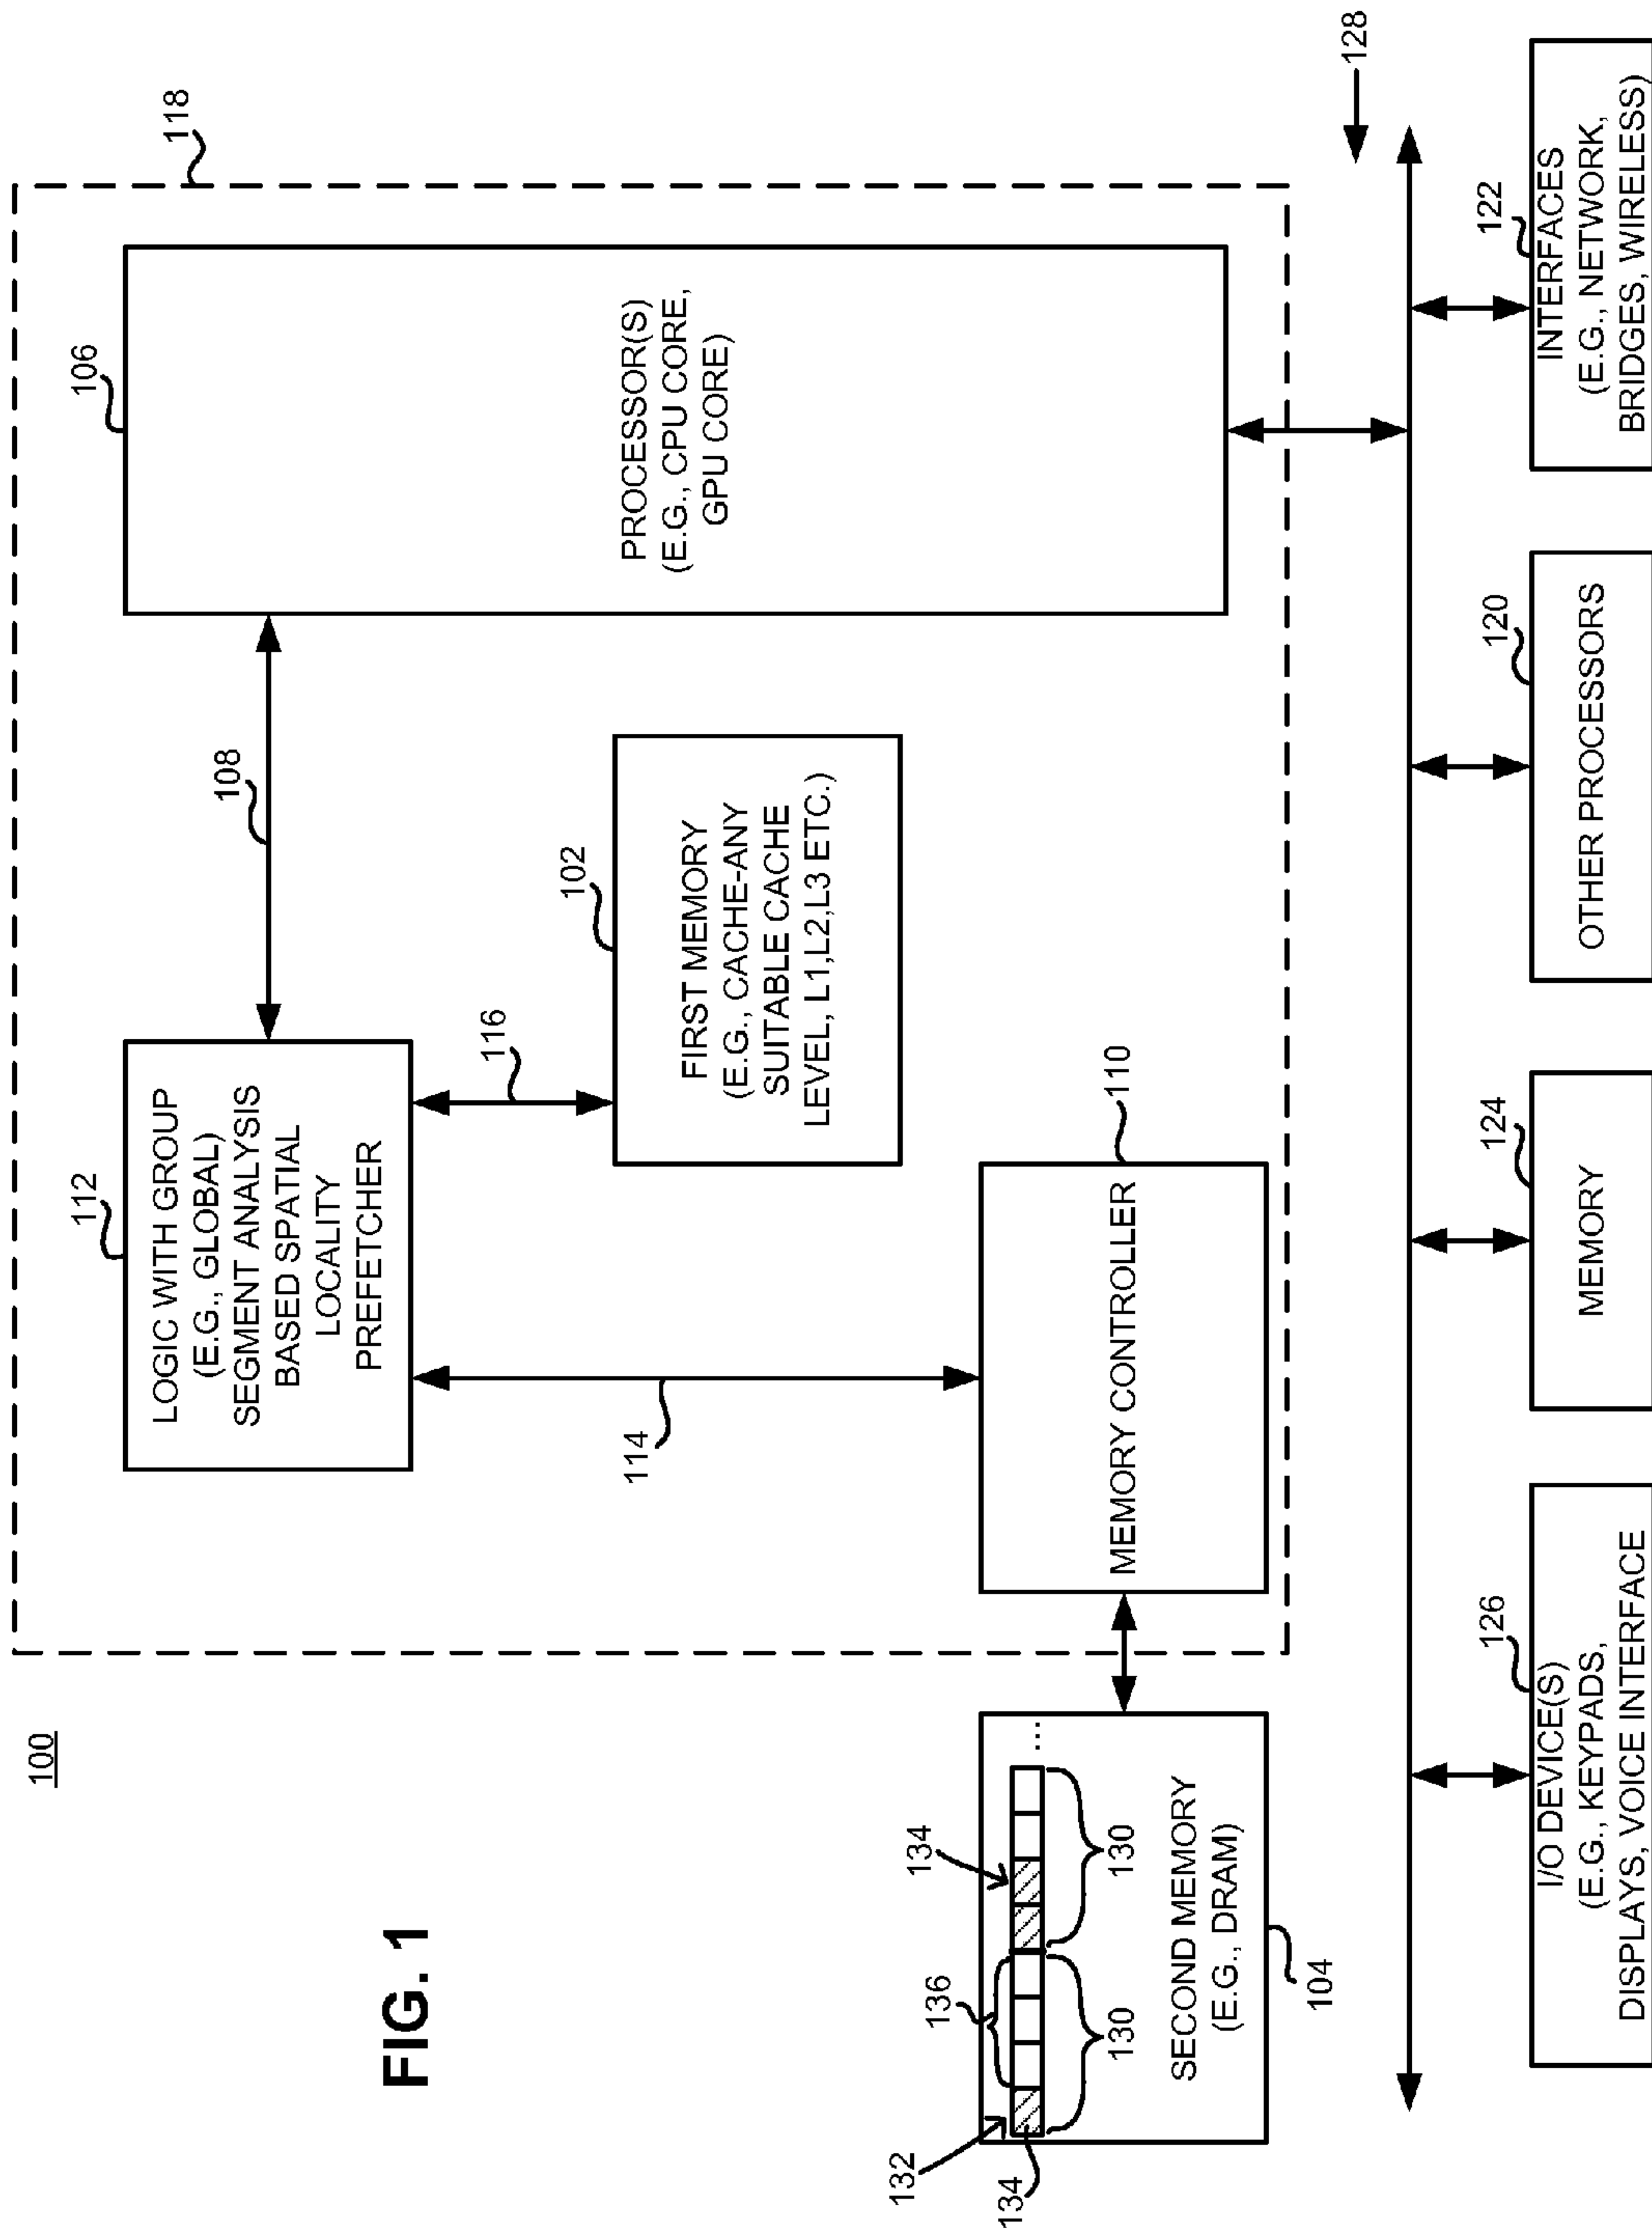 100
FIG. 1
118
112
LOGIC WITH GROUP
(E.G., GLOBAL)
SEGMENT ANALYSIS
BASED SPATIAL
LOCALITY
PREFETCHER
108
106
PROCESSOR(S)
(E.G., CPU CORE,
GPU CORE)
116
102
FIRST MEMORY
(E.G., CACHE-ANY
SUITABLE CACHE
LEVEL, L1,L2,L3 ETC.)
114
110
MEMORY CONTROLLER
132
134
136
134
...
130
130
SECOND MEMORY
(E.G., DRAM)
104
128
126
I/O DEVICE(S)
(E.G., KEYPADS,
DISPLAYS, VOICE INTERFACE
124
MEMORY
120
OTHER PROCESSORS
122
INTERFACES
(E.G., NETWORK,
BRIDGES, WIRELESS)